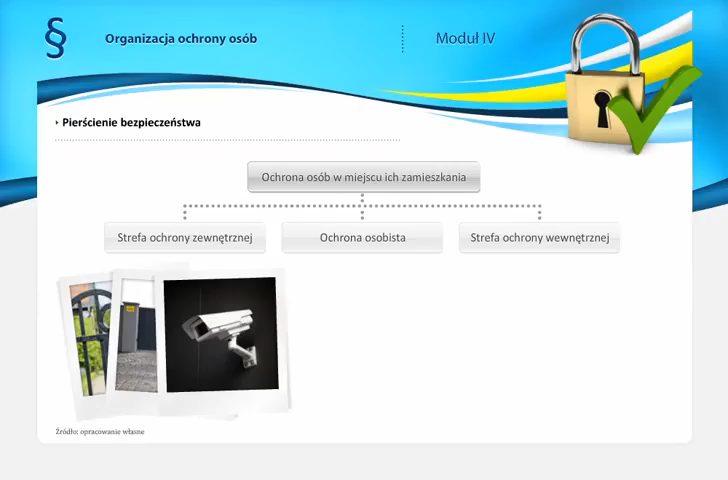 §
Organizacja ochrony osób
Moduł IV
Pierścienie bezpieczeństwa
Ochrona osób w miejscu ich zamieszkania
Strefa ochrony zewnętrznej
Ochrona osobista
Strefa ochrony wewnętrznej
Źródło: opracowanie własne